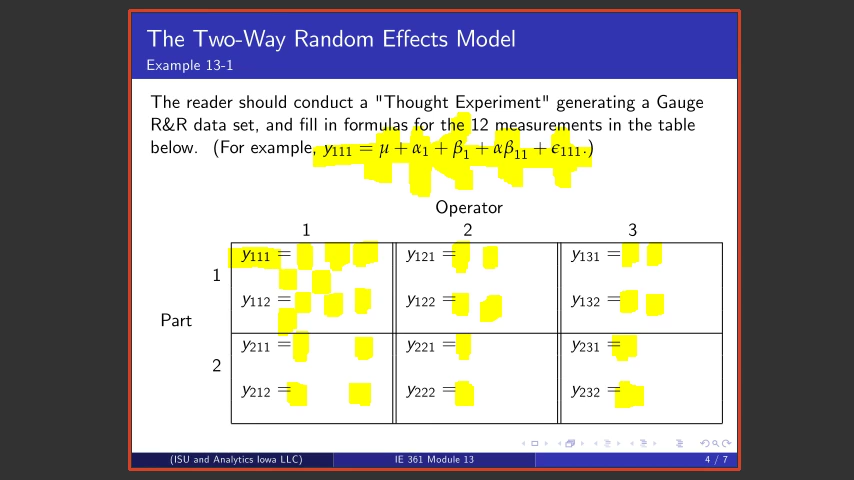 The Two-Way Random Effects Model
Example 13-1
The reader should conduct a "Thought Experiment" generating a Gauge
R&R data set, and fill in formulas for the 12 measurements in the table
below. (For example, y₁₁₁ = μ + α₁ + β₁ + αβ₁₁ + ϵ₁₁₁.)
Operator
1 2 3
y₁₁₁ = y₁₂₁ = y₁₃₁ =
1
y₁₁₂ = y₁₂₂ = y₁₃₂ =
Part
y₂₁₁ = y₂₂₁ = y₂₃₁ =
2
y₂₁₂ = y₂₂₂ = y₂₃₂ =
(ISU and Analytics Iowa LLC) IE 361 Module 13 4 / 7